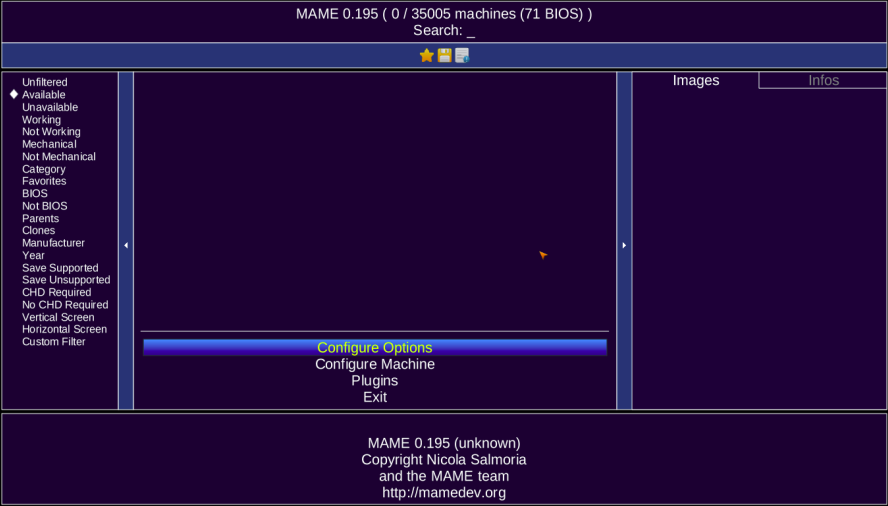 MAME 0.195 ( 0 / 35005 machines (71 BIOS) )
Search: _
Unfiltered
Available
Unavailable
Working
Not Working
Mechanical
Not Mechanical
Category
Favorites
BIOS
Not BIOS
Parents
Clones
Manufacturer
Year
Save Supported
Save Unsupported
CHD Required
No CHD Required
Vertical Screen
Horizontal Screen
Custom Filter
Configure Options
Configure Machine
Plugins
Exit
Images
Infos
MAME 0.195 (unknown)
Copyright Nicola Salmoria
and the MAME team
http://mamedev.org